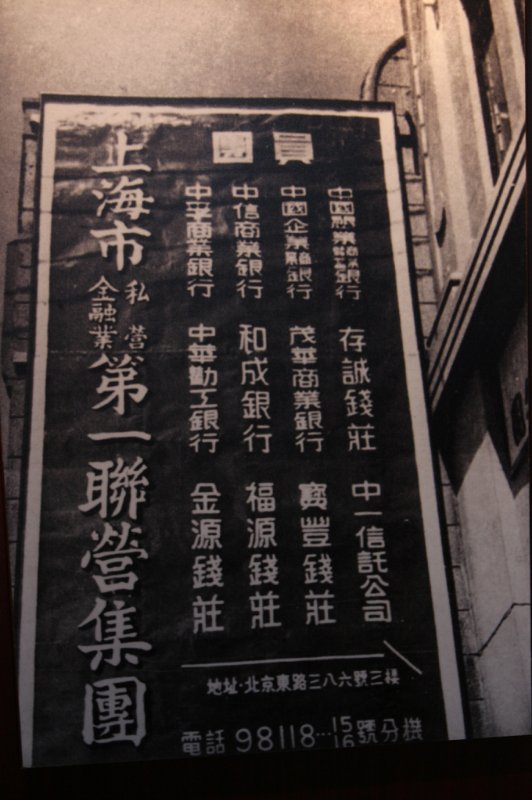 上海市
私營
金融業
第一聯營集團
團員
中國
銀行
存誠錢莊
中一信託公司
中國企業銀行
茂華商業銀行
寶豐錢莊
中信商業銀行
和成銀行
福源錢莊
中孚商業銀行
中華勸工銀行
金源錢莊
地址·北京東路三八六號三樓
電話 98118…15/16號分機